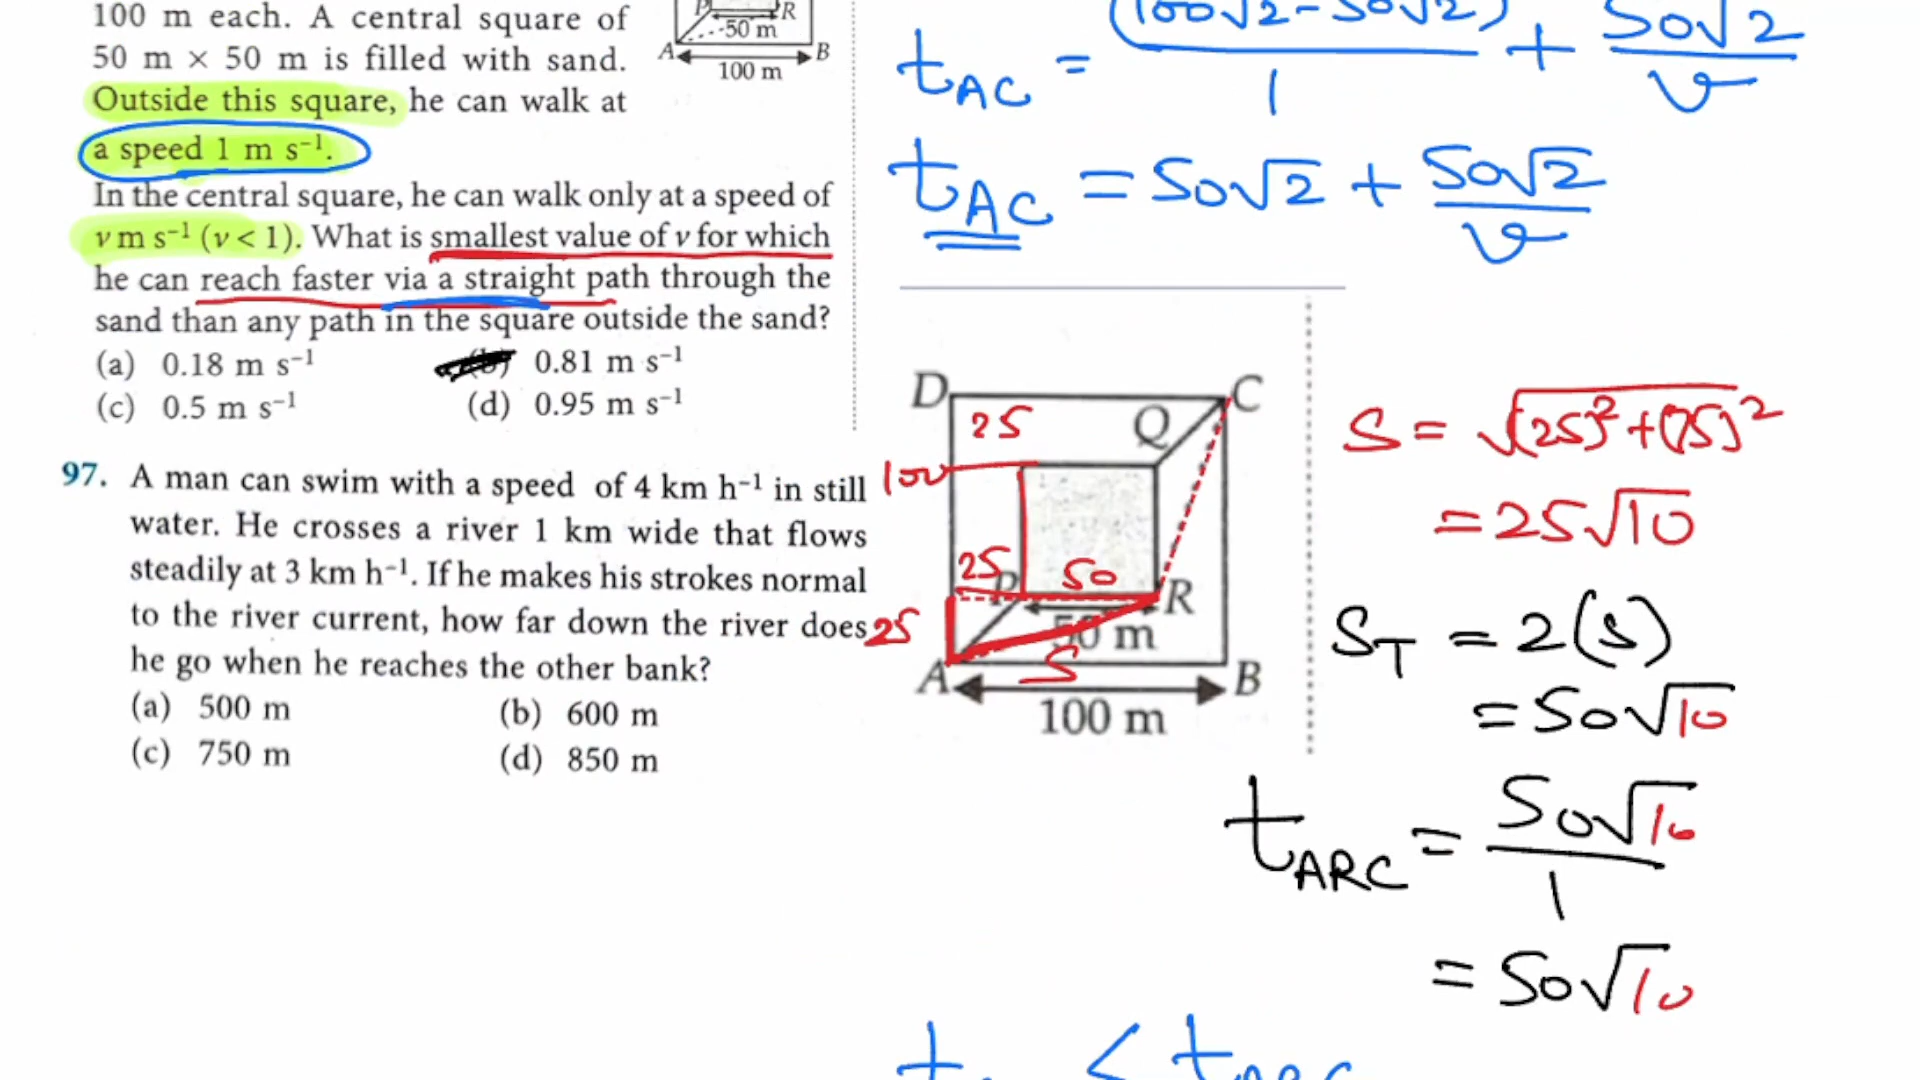 100 m each. A central square of
50 m × 50 m is filled with sand.
Outside this square, he can walk at
a speed 1 m s⁻¹.
In the central square, he can walk only at a speed of
v m s⁻¹ (v < 1). What is smallest value of v for which
he can reach faster via a straight path through the
sand than any path in the square outside the sand?
(a) 0.18 m s⁻¹ (b) 0.81 m s⁻¹
(c) 0.5 m s⁻¹ (d) 0.95 m s⁻¹
P R
50 m
A B
100 m
97. A man can swim with a speed of 4 km h⁻¹ in still
water. He crosses a river 1 km wide that flows
steadily at 3 km h⁻¹. If he makes his strokes normal
to the river current, how far down the river does
he go when he reaches the other bank?
(a) 500 m (b) 600 m
(c) 750 m (d) 850 m
t_AC = (100√2 - 50√2) / 1 + 50√2 / v
t_AC = 50√2 + 50√2 / v
D C
25 Q
100
25 P 50 R
25 50 m
A S B
100 m
S = √(25)² + (75)²
= 25√10
S_T = 2(S)
= 50√10
t_ARC = 50√10 / 1
= 50√10
< t_ARC